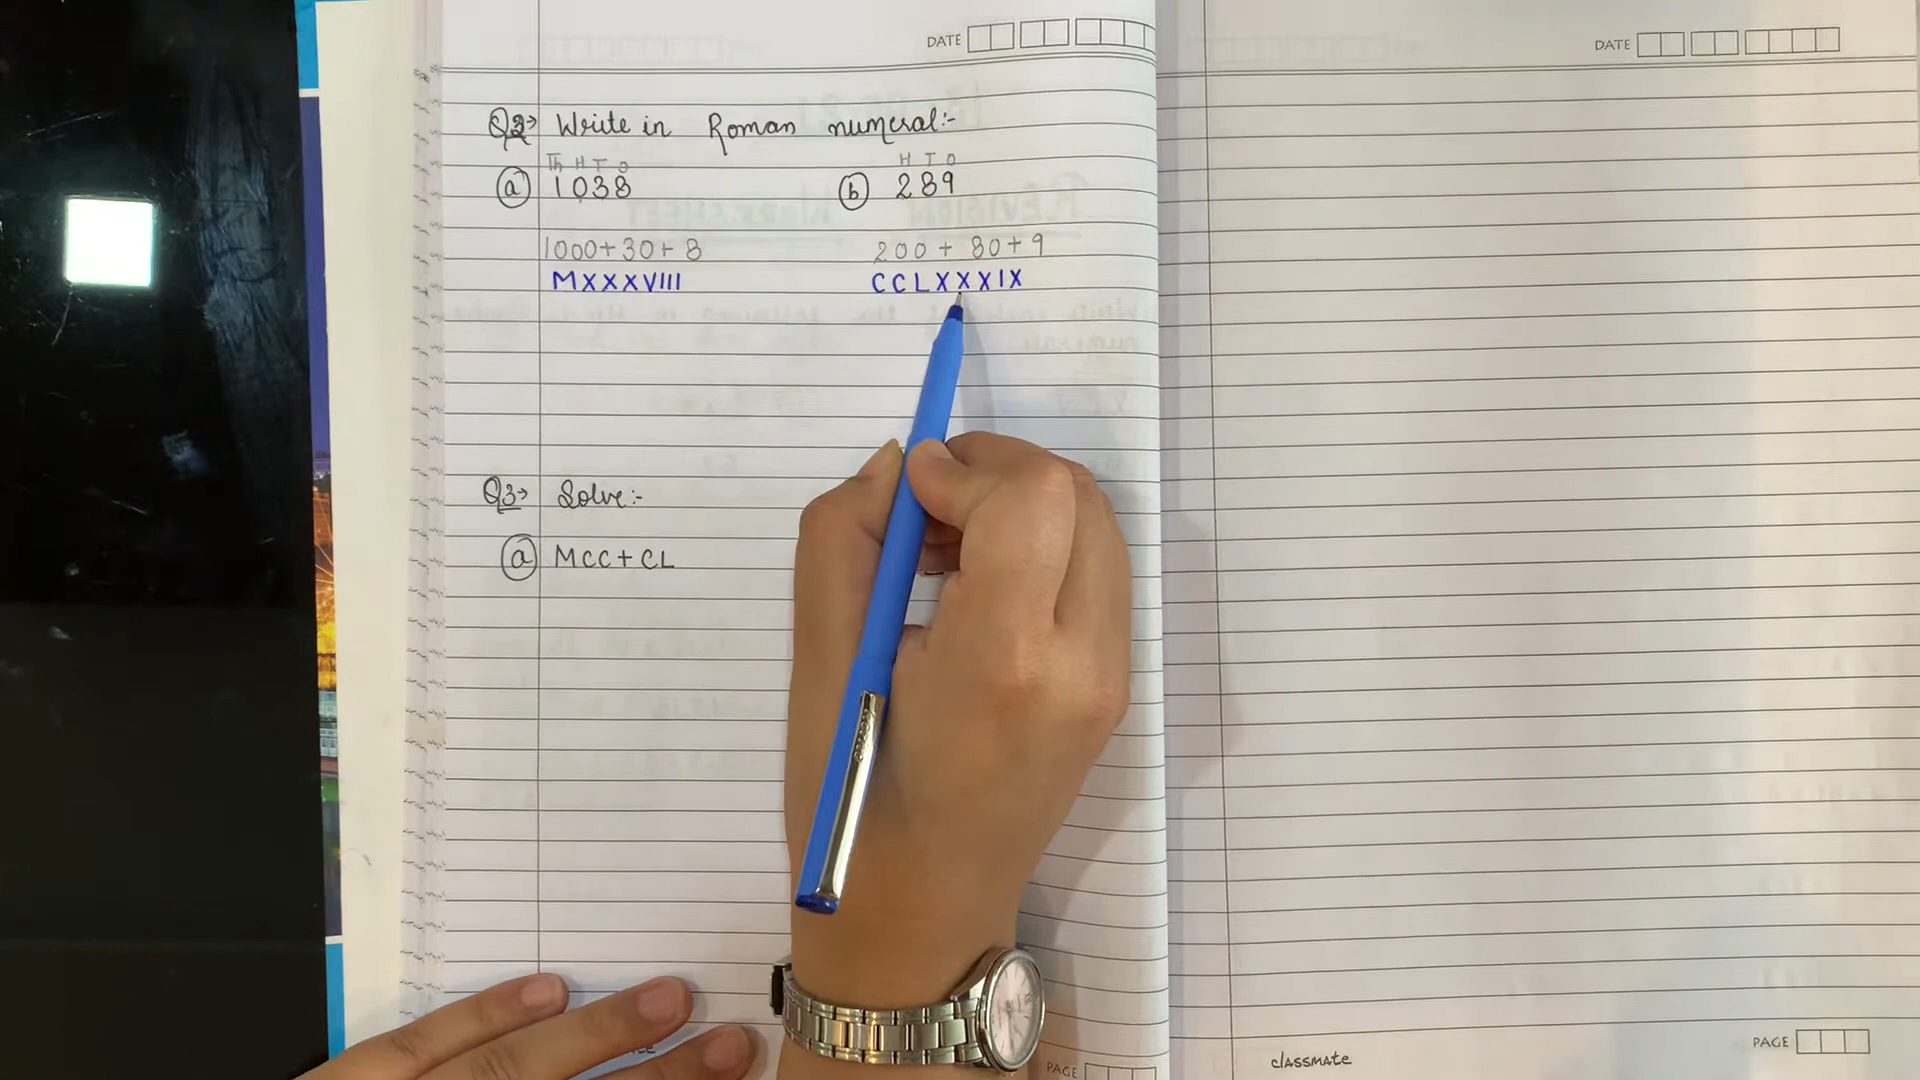 DATE
DATE
Q2→ Write in Roman numeral:-
Th H T O
H T O
(a) 1038
(b) 289
1000+30+8
200 + 80+9
MXXXVIII
CCLXXXIX
Q3→ Solve:-
(a) MCC+CL
PAGE
classmate
PAGE